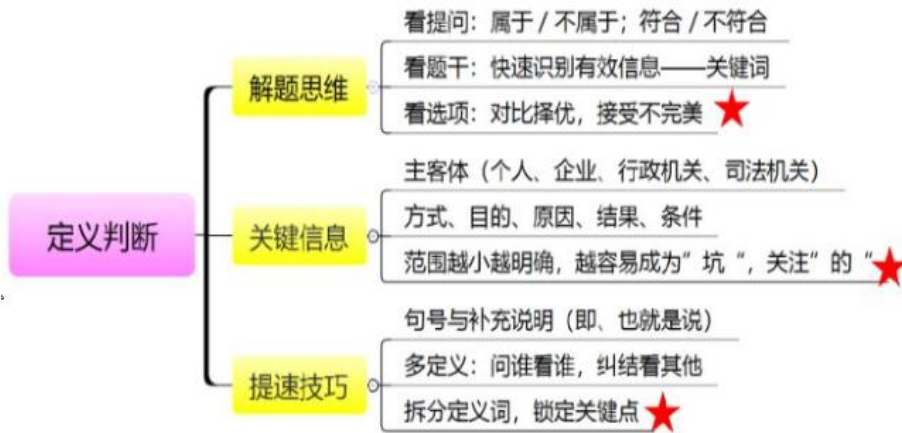 定义判断
解题思维
看提问：属于 / 不属于；符合 / 不符合
看题干：快速识别有效信息——关键词
看选项：对比择优，接受不完美
关键信息
主客体（个人、企业、行政机关、司法机关）
方式、目的、原因、结果、条件
范围越小越明确，越容易成为”坑“，关注”的“
提速技巧
句号与补充说明（即、也就是说）
多定义：问谁看谁，纠结看其他
拆分定义词，锁定关键点